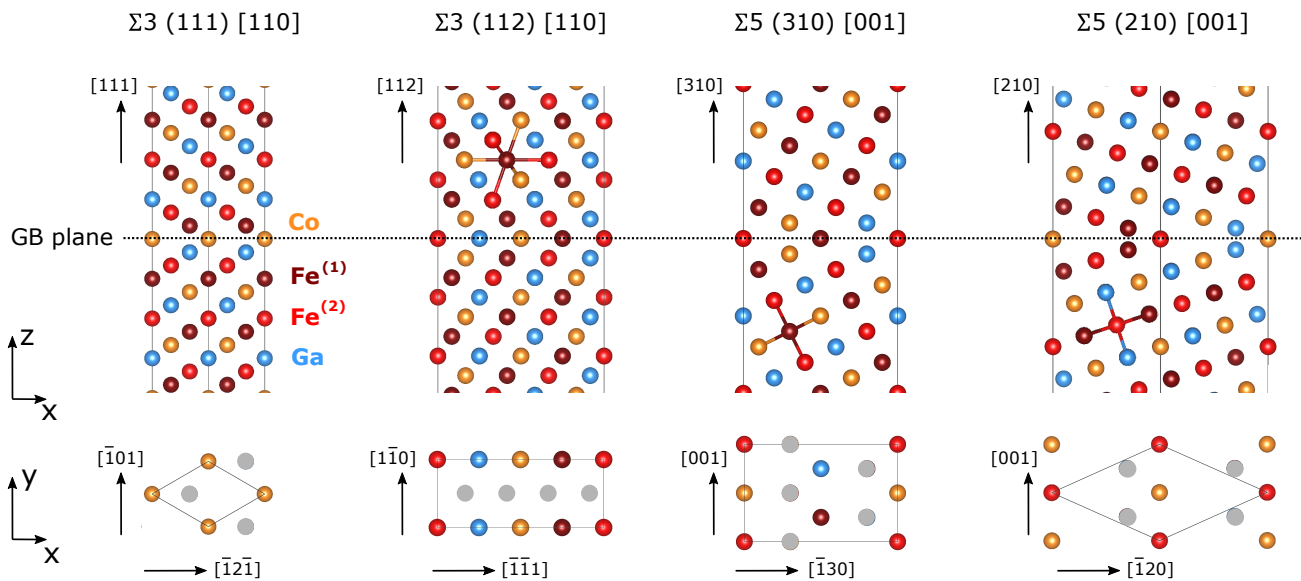 Σ3 (111) [110]
Σ3 (112) [110]
Σ5 (310) [001]
Σ5 (210) [001]
[111]
[112]
[310]
[210]
Co
GB plane
Fe⁽¹⁾
Fe⁽²⁾
Ga
z
x
[1̅01]
[11̅0]
[001]
[001]
y
x
[1̅21̅]
[1̅1̅1]
[1̅30]
[1̅20]